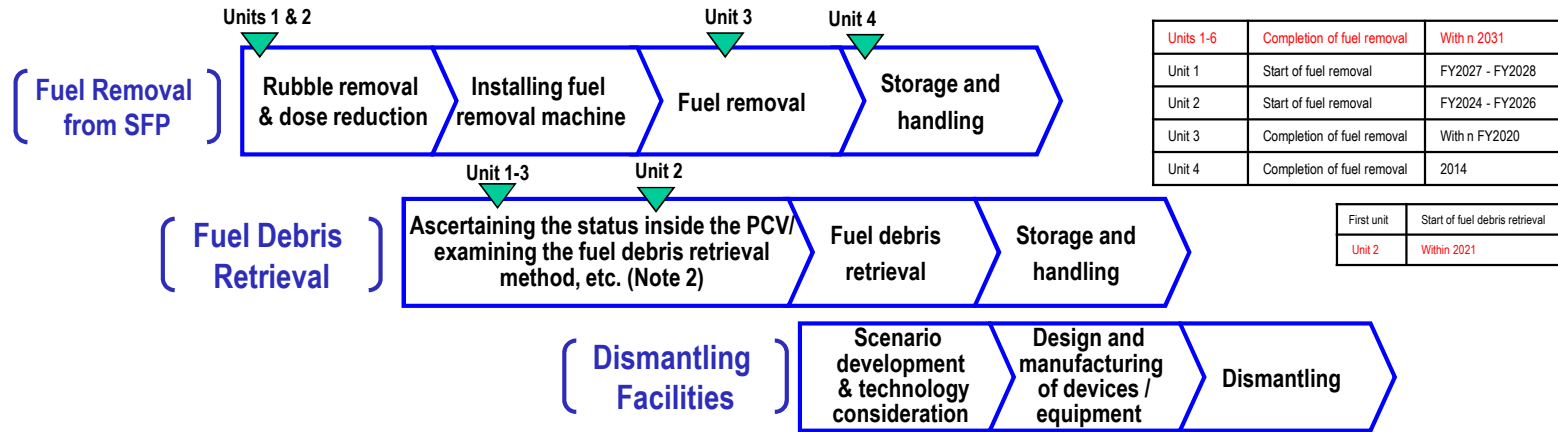 Units 1 & 2
Unit 3
Unit 4
Fuel Removal
from SFP
Rubble removal
& dose reduction
Installing fuel
removal machine
Fuel removal
Storage and
handling
Units 1-6 Completion of fuel removal With n 2031
Unit 1 Start of fuel removal FY2027 - FY2028
Unit 2 Start of fuel removal FY2024 - FY2026
Unit 3 Completion of fuel removal With n FY2020
Unit 4 Completion of fuel removal 2014
Unit 1-3
Unit 2
Fuel Debris
Retrieval
Ascertaining the status inside the PCV/
examining the fuel debris retrieval
method, etc. (Note 2)
Fuel debris
retrieval
Storage and
handling
First unit Start of fuel debris retrieval
Unit 2 Within 2021
Dismantling
Facilities
Scenario
development
& technology
consideration
Design and
manufacturing
of devices /
equipment
Dismantling